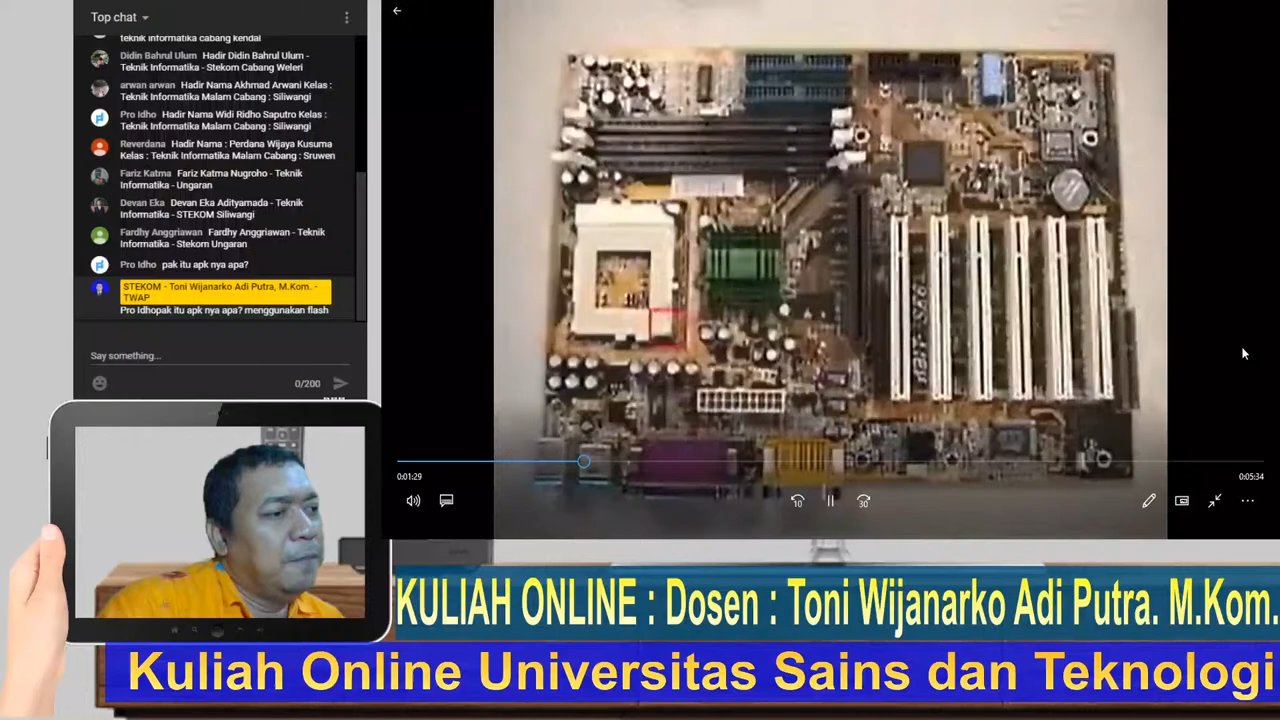 Top chat
teknik informatika cabang kendal
Didin Bahrul Ulum Hadir Didin Bahrul Ulum -
Teknik Informatika - Stekom Cabang Weleri
arwan arwan Hadir Nama Akhmad Arwani Kelas :
Teknik Informatika Malam Cabang : Siliwangi
Pro Idho Hadir Nama Widi Ridho Saputro Kelas :
Teknik Informatika Malam Cabang : Siliwangi
Reverdana Hadir Nama : Perdana Wijaya Kusuma
Kelas : Teknik Informatika Malam Cabang : Sruwen
Fariz Katma Fariz Katma Nugroho - Teknik
Informatika - Ungaran
Devan Eka Devan Eka Adityamada - Teknik
Informatika - STEKOM Siliwangi
Fardhy Anggriawan Fardhy Anggriawan - Teknik
Informatika - Stekom Ungaran
Pro Idho pak itu apk nya apa?
STEKOM - Toni Wijanarko Adi Putra, M.Kom. -
TWAP
Pro Idhopak itu apk nya apa? menggunakan flash
Say something...
0/200
ABIT-SA6R
0:01:29
0:05:34
10
30
KULIAH ONLINE : Dosen : Toni Wijanarko Adi Putra. M.Kom.
Kuliah Online Universitas Sains dan Teknologi